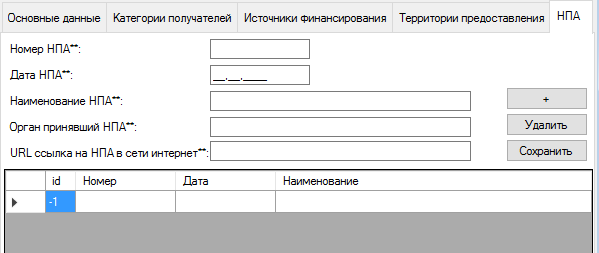 Основные данные Категории получателей Источники финансирования Территории предоставления НПА
Номер НПА**:
Дата НПА**: __.__.____
Наименование НПА**: +
Орган принявший НПА**: Удалить
URL ссылка на НПА в сети интернет**: Сохранить
id Номер Дата Наименование
-1